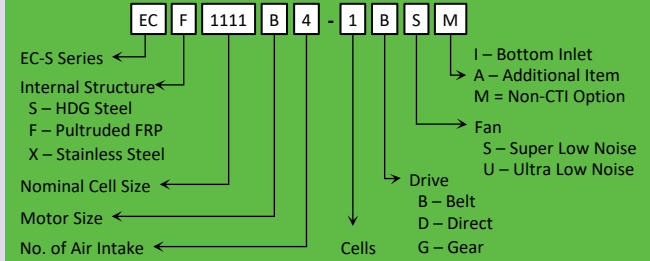 EC F 1111 B 4 - 1 B S M
EC-S Series
Internal Structure
S – HDG Steel
F – Pultruded FRP
X – Stainless Steel
Nominal Cell Size
Motor Size
No. of Air Intake
Cells
Drive
B – Belt
D – Direct
G – Gear
Fan
S – Super Low Noise
U – Ultra Low Noise
I – Bottom Inlet
A – Additional Item
M = Non-CTI Option